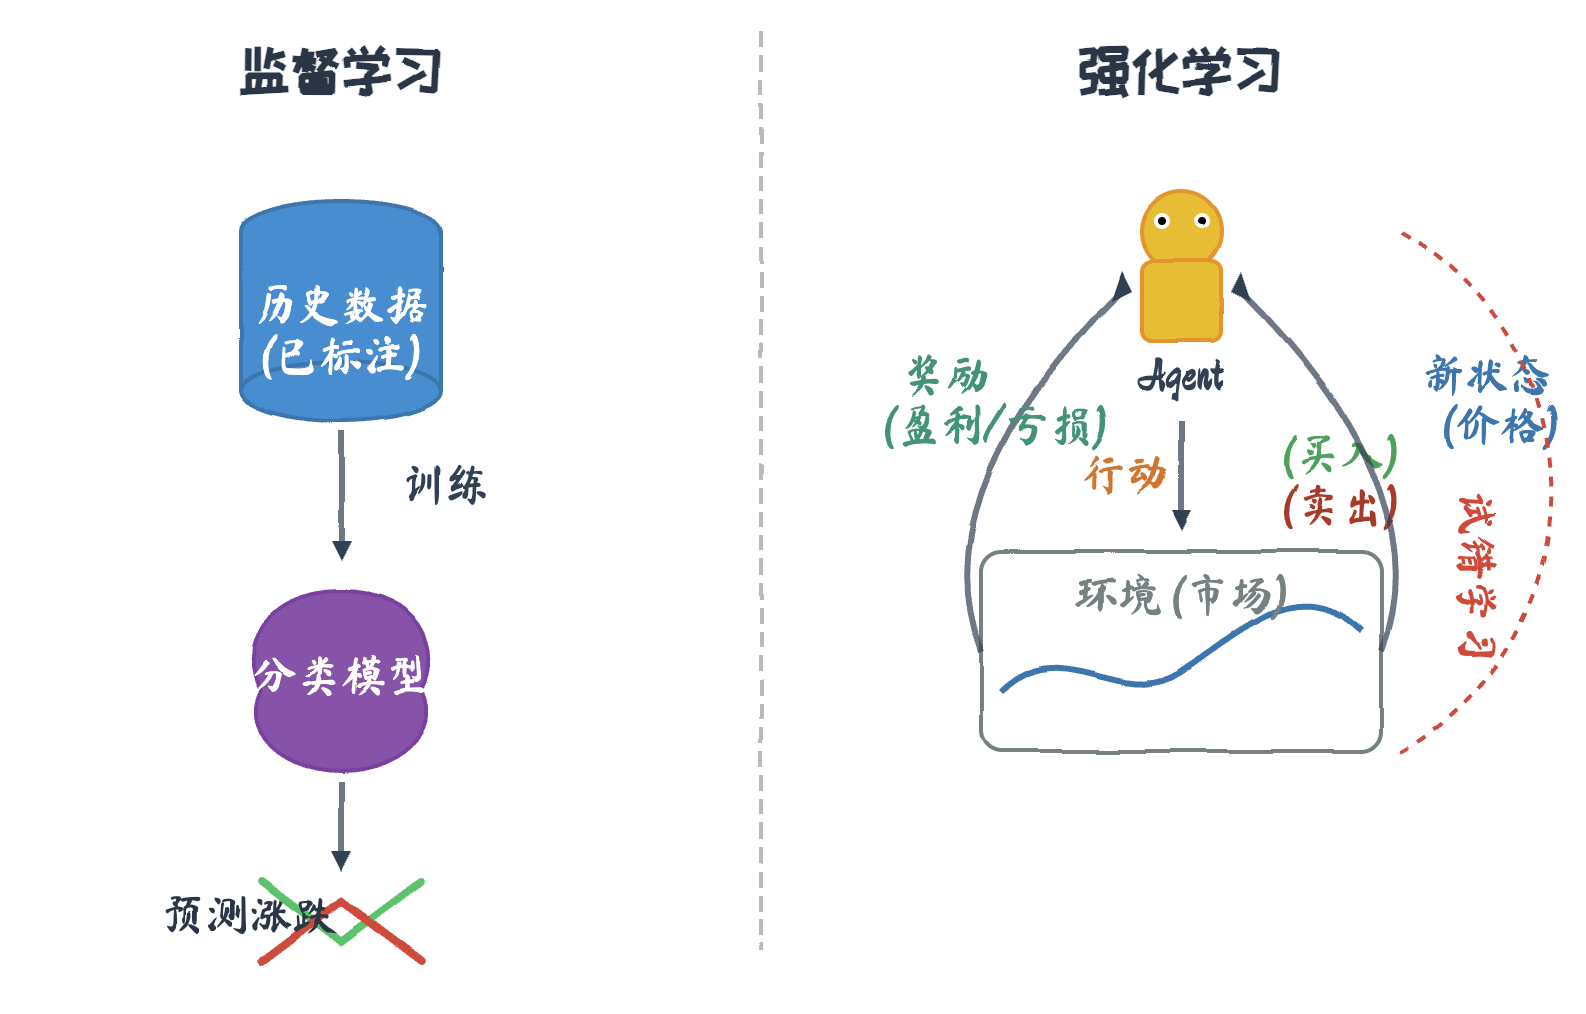 监督学习
历史数据
(已标注)
训练
分类模型
预测涨跌
强化学习
Agent
奖励
(盈利/亏损)
行动
(买入)
(卖出)
新状态
(价格)
试错学习
环境(市场)